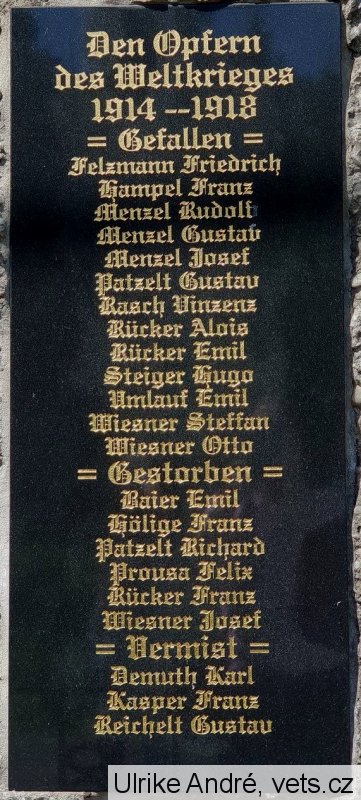 Den Opfern
des Weltkrieges
1914 -- 1918
= Gefallen =
Felzmann Friedrich
Hampel Franz
Menzel Rudolf
Menzel Gustav
Menzel Josef
Patzelt Gustav
Rasch Vinzenz
Rücker Alois
Rücker Emil
Steiger Hugo
Umlauf Emil
Wiesner Steffan
Wiesner Otto
= Gestorben =
Baier Emil
Hölige Franz
Patzelt Richard
Prousa Felix
Rücker Franz
Wiesner Josef
= Vermist =
Demuth Karl
Kasper Franz
Reichelt Gustav
Ulrike André, vets.cz